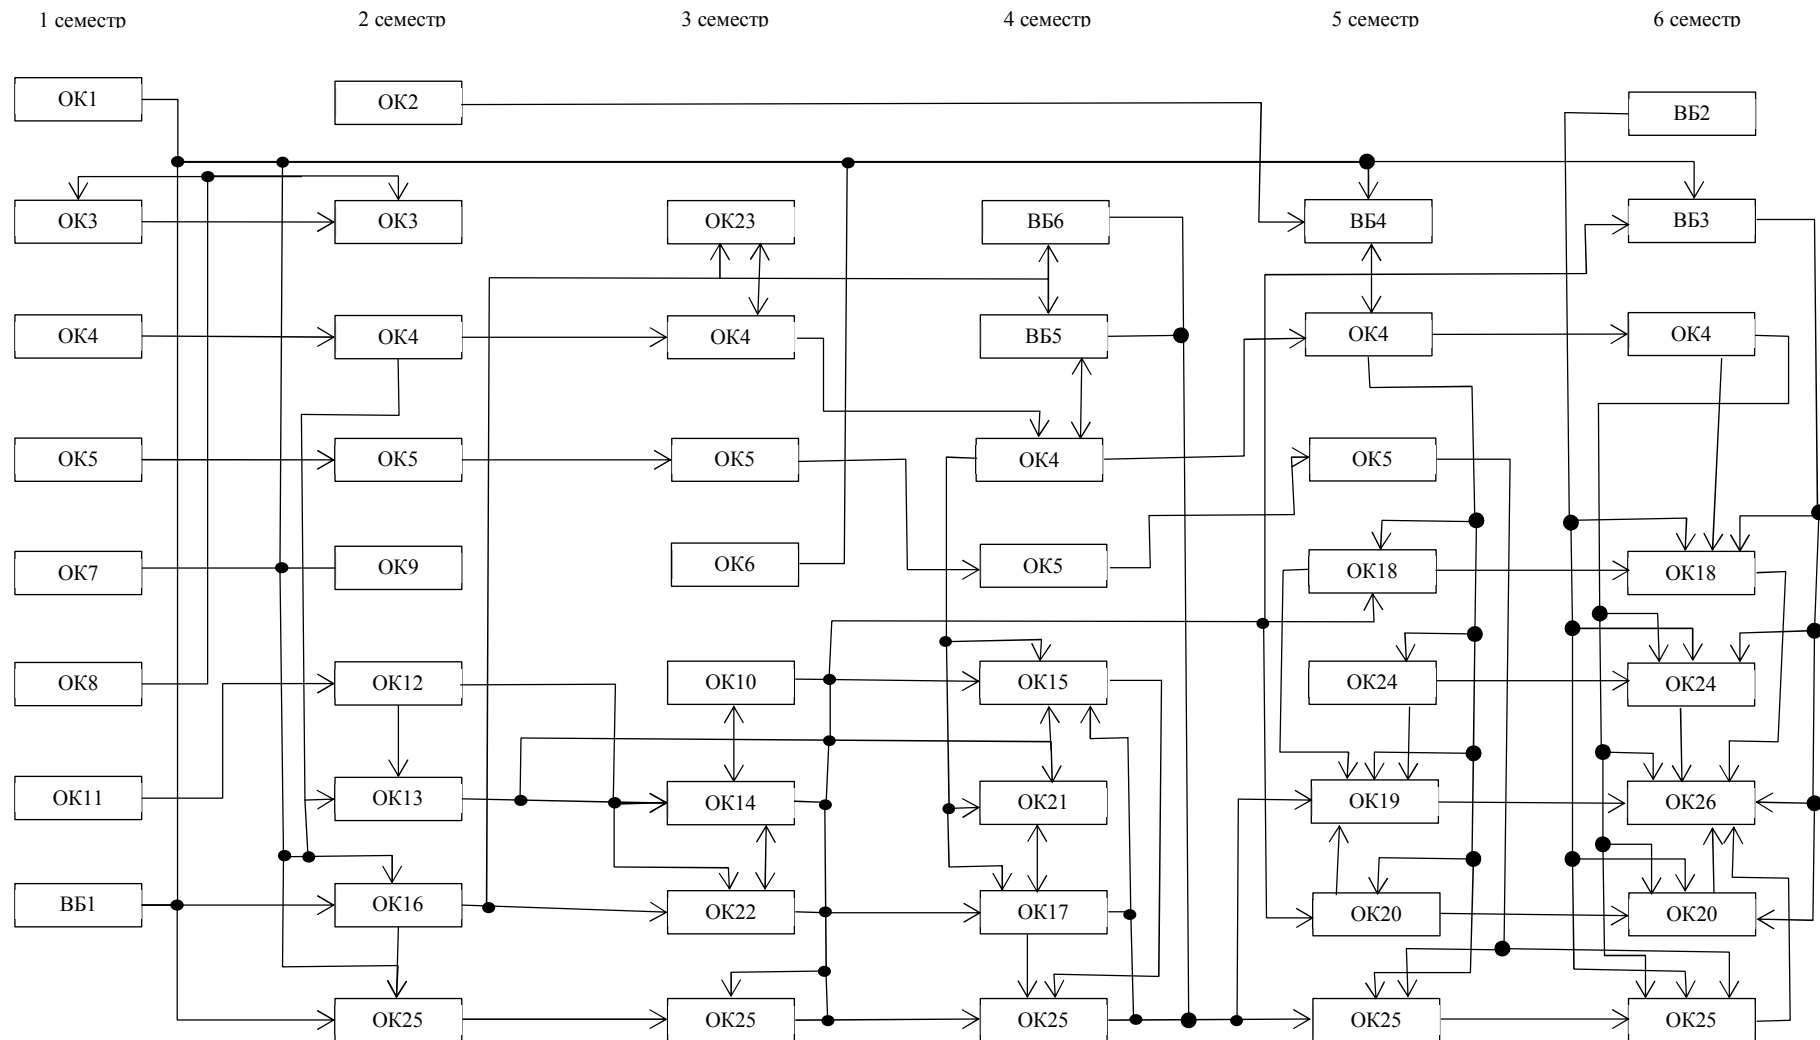 1 семестр 2 семестр 3 семестр 4 семестр 5 семестр 6 семестр
ОК1 ОК2 ВБ2
ОК3 ОК3 ОК23 ВБ6 ВБ4 ВБ3
ОК4 ОК4 ОК4 ВБ5 ОК4 ОК4
ОК5 ОК5 ОК5 ОК4 ОК5
ОК7 ОК9 ОК6 ОК5 ОК18 ОК18
ОК8 ОК12 ОК10 ОК15 ОК24 ОК24
ОК11 ОК13 ОК14 ОК21 ОК19 ОК26
ВБ1 ОК16 ОК22 ОК17 ОК20 ОК20
ОК25 ОК25 ОК25 ОК25 ОК25